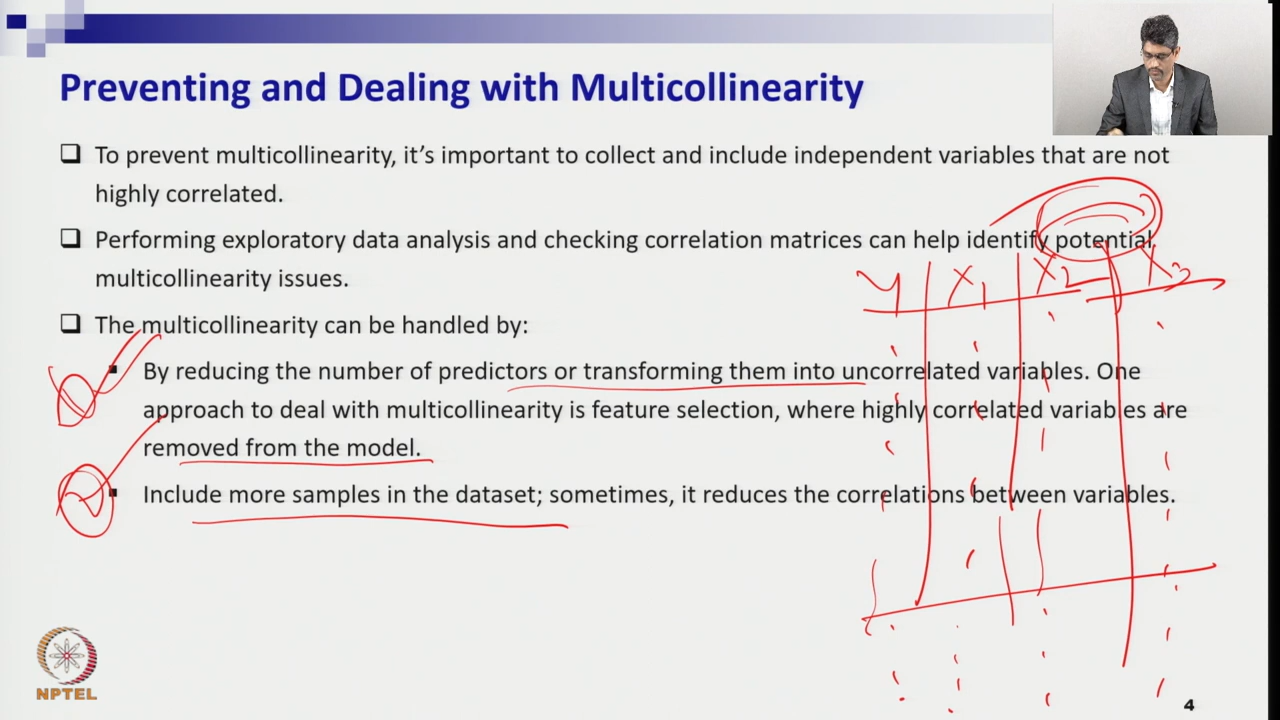 Preventing and Dealing with Multicollinearity
❑ To prevent multicollinearity, it's important to collect and include independent variables that are not
highly correlated.
❑ Performing exploratory data analysis and checking correlation matrices can help identify potential
multicollinearity issues.
❑ The multicollinearity can be handled by:
▪ By reducing the number of predictors or transforming them into uncorrelated variables. One
approach to deal with multicollinearity is feature selection, where highly correlated variables are
removed from the model.
▪ Include more samples in the dataset; sometimes, it reduces the correlations between variables.
Y X1 X2 X3
NPTEL
4